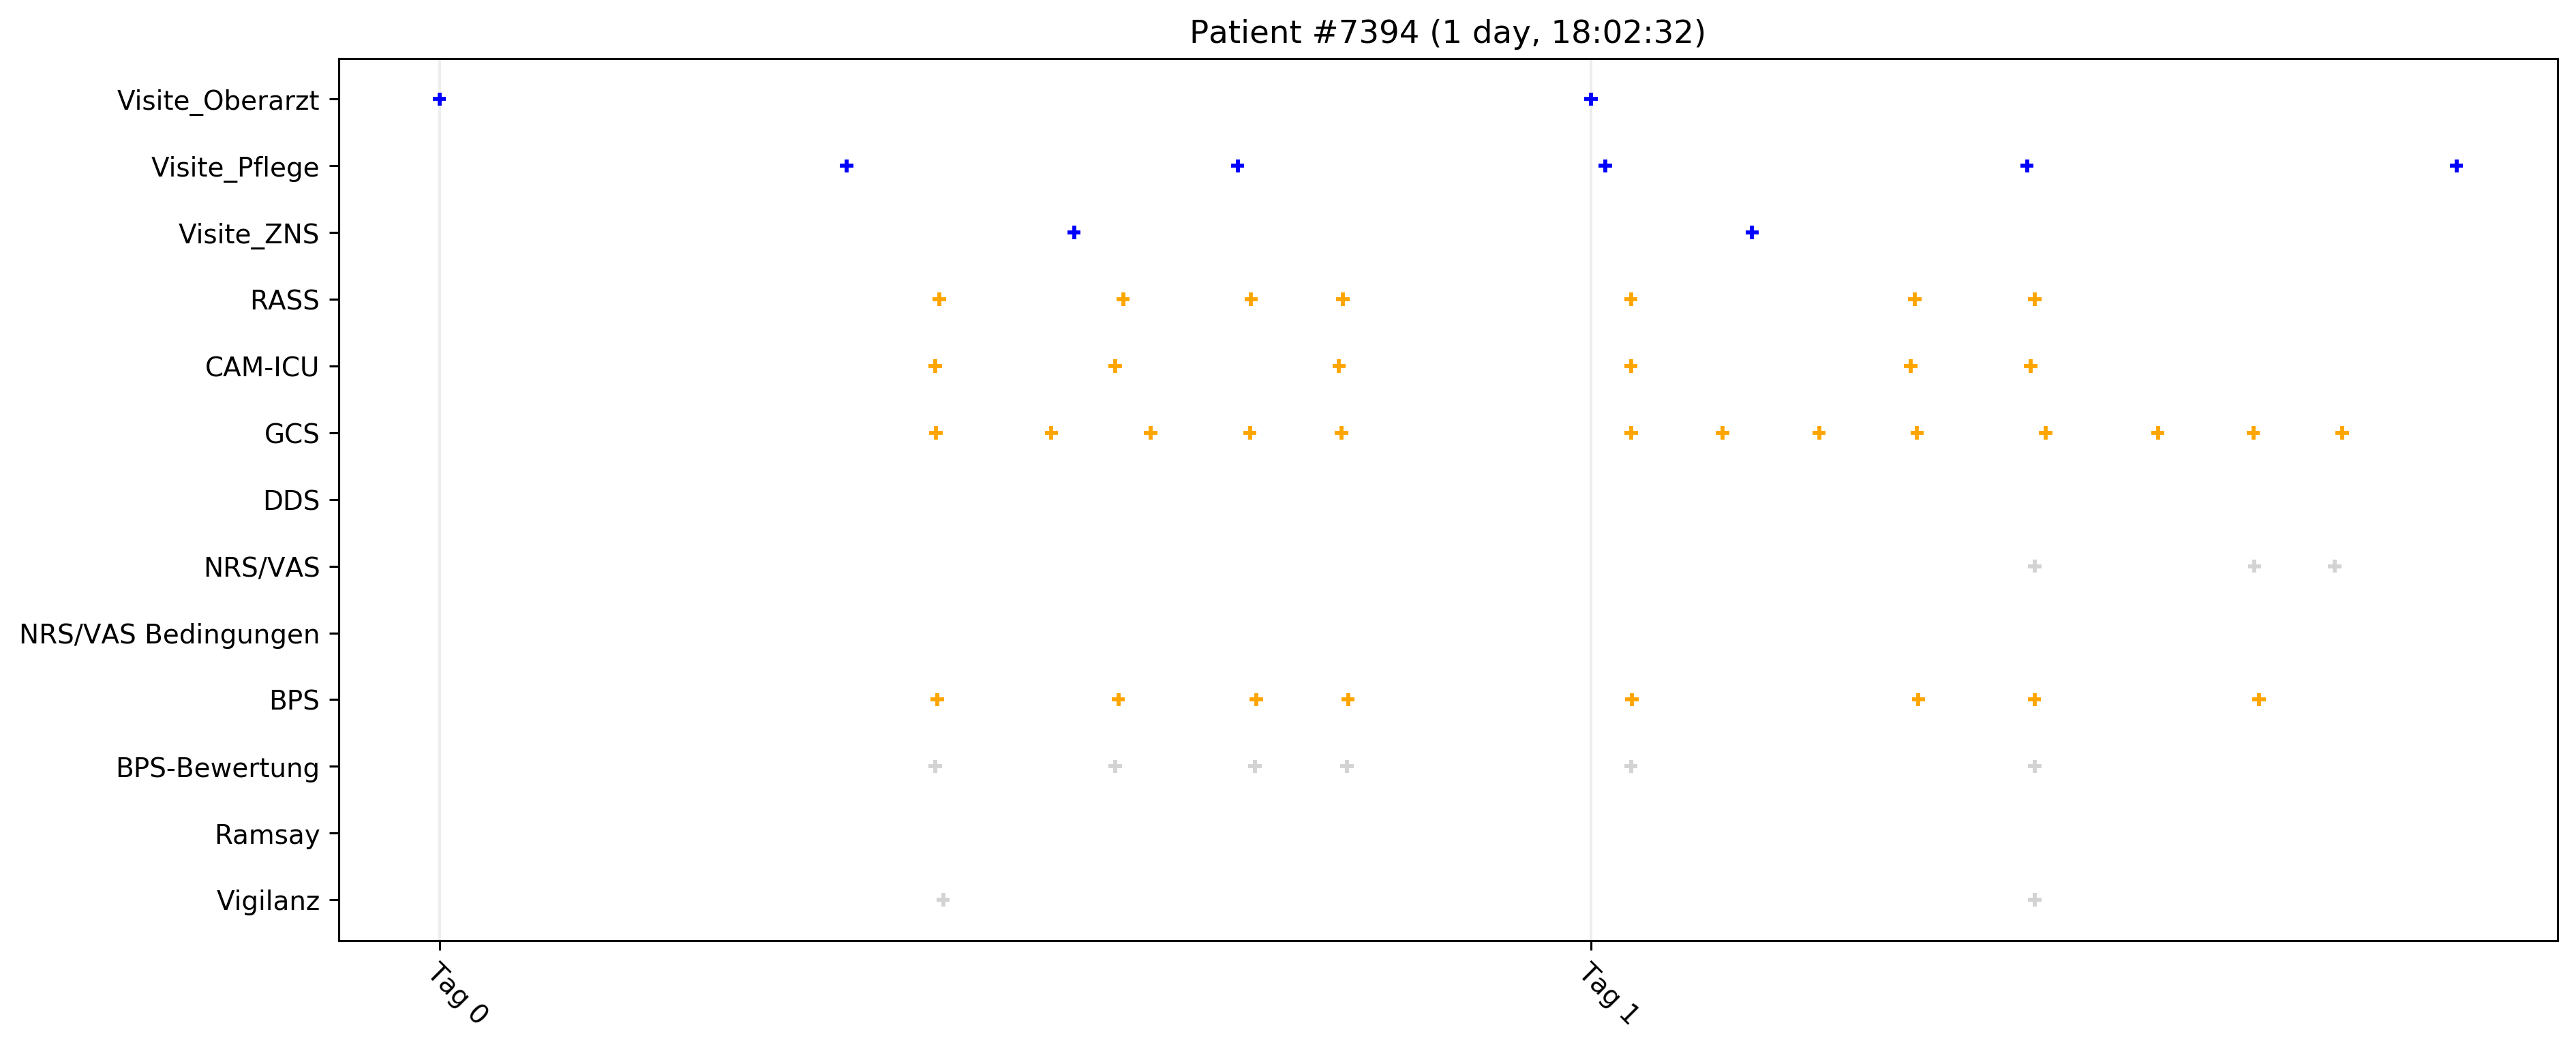 Patient #7394 (1 day, 18:02:32)
Visite_Oberarzt
Visite_Pflege
Visite_ZNS
RASS
CAM-ICU
GCS
DDS
NRS/VAS
NRS/VAS Bedingungen
BPS
BPS-Bewertung
Ramsay
Vigilanz
Tag 0
Tag 1